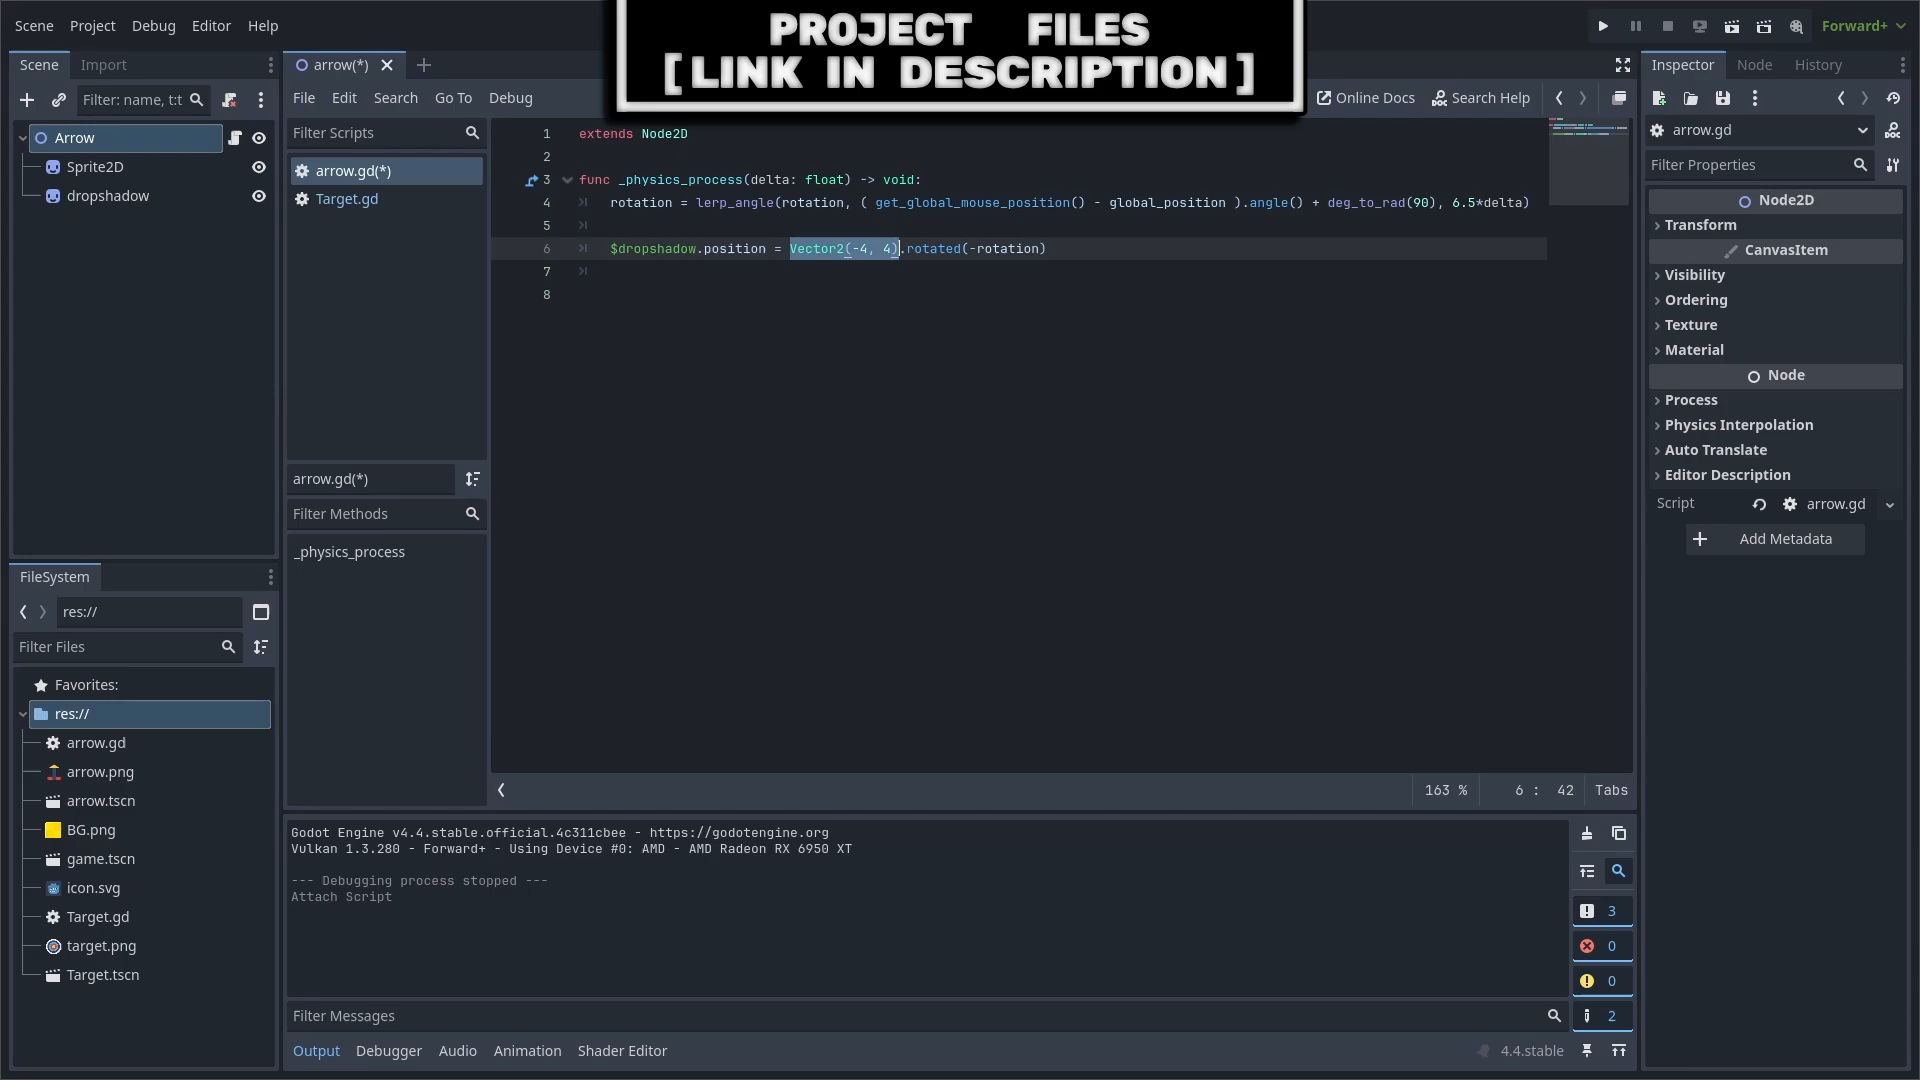 PROJECT FILES
[LINK IN DESCRIPTION]
Scene Project Debug Editor Help
Forward+
Scene Import
Filter: name, t:t
Arrow
Sprite2D
dropshadow
arrow(*)
File Edit Search Go To Debug
Online Docs Search Help
Filter Scripts
arrow.gd(*)
Target.gd
arrow.gd(*)
Filter Methods
_physics_process
1 extends Node2D
2
3 func _physics_process(delta: float) -> void:
4 rotation = lerp_angle(rotation, ( get_global_mouse_position() - global_position ).angle() + deg_to_rad(90), 6.5*delta)
5
6 $dropshadow.position = Vector2(-4, 4).rotated(-rotation)
7
8
163 % 6 : 42 Tabs
FileSystem
res://
Filter Files
Favorites:
res://
arrow.gd
arrow.png
arrow.tscn
BG.png
game.tscn
icon.svg
Target.gd
target.png
Target.tscn
Godot Engine v4.4.stable.official.4c311cbee - https://godotengine.org
Vulkan 1.3.280 - Forward+ - Using Device #0: AMD - AMD Radeon RX 6950 XT
--- Debugging process stopped ---
Attach Script
3
0
0
2
Filter Messages
Output Debugger Audio Animation Shader Editor
4.4.stable
Inspector Node History
arrow.gd
Filter Properties
Node2D
Transform
CanvasItem
Visibility
Ordering
Texture
Material
Node
Process
Physics Interpolation
Auto Translate
Editor Description
Script arrow.gd
Add Metadata